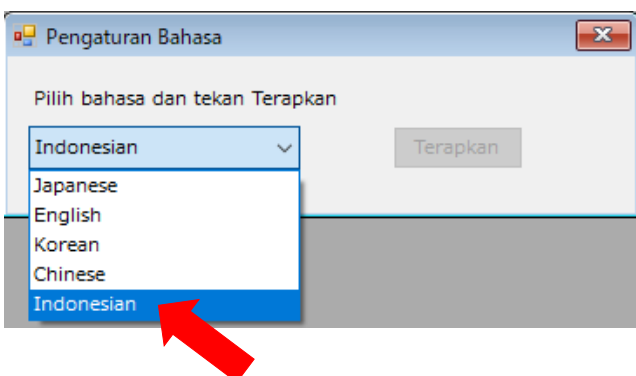 Pengaturan Bahasa
Pilih bahasa dan tekan Terapkan
Indonesian
Terapkan
Japanese
English
Korean
Chinese
Indonesian